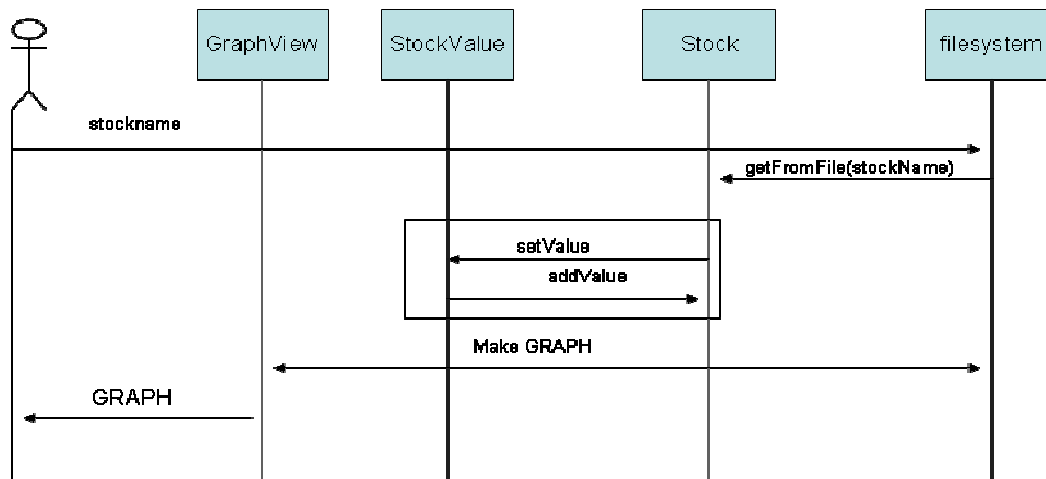 GraphView
StockValue
Stock
filesystem
stockname
getFromFile(stockName)
setValue
addValue
Make GRAPH
GRAPH